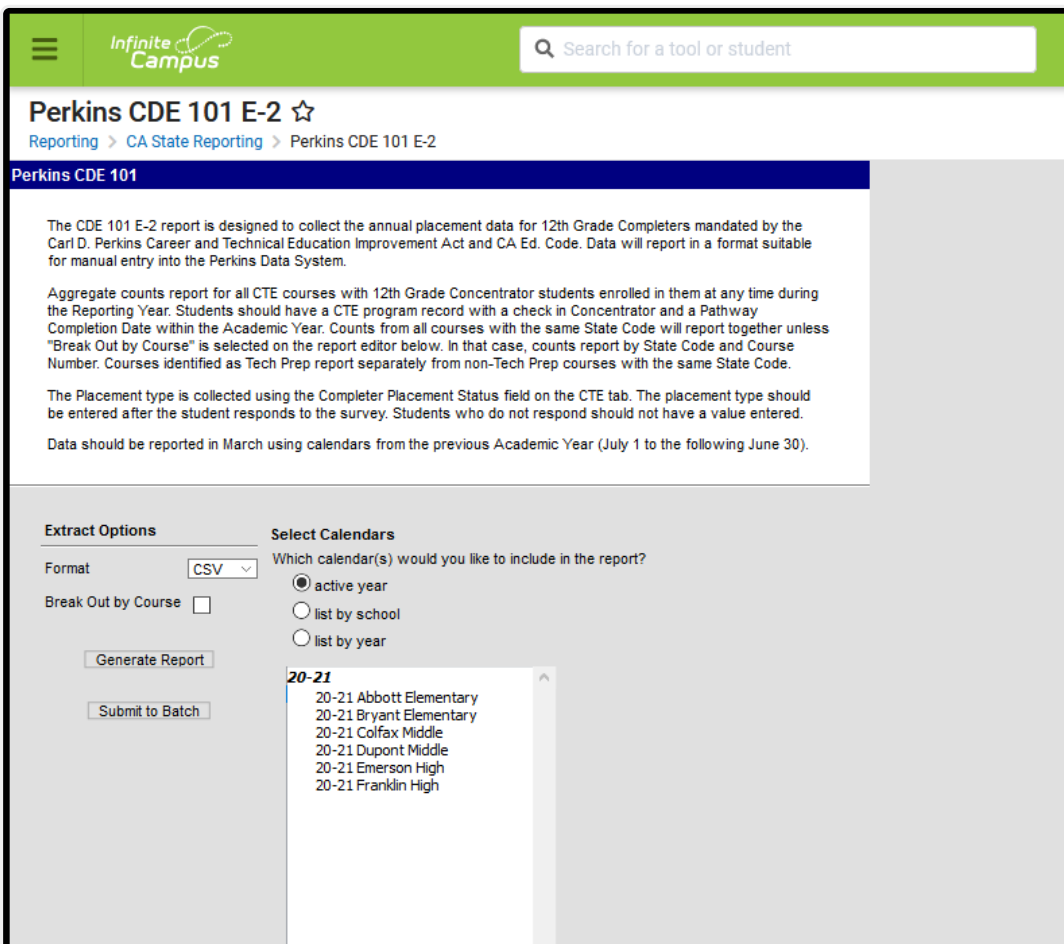 Infinite
Campus
Search for a tool or student
Perkins CDE 101 E-2
Reporting > CA State Reporting > Perkins CDE 101 E-2
Perkins CDE 101
The CDE 101 E-2 report is designed to collect the annual placement data for 12th Grade Completers mandated by the
Carl D. Perkins Career and Technical Education Improvement Act and CA Ed. Code. Data will report in a format suitable
for manual entry into the Perkins Data System.
Aggregate counts report for all CTE courses with 12th Grade Concentrator students enrolled in them at any time during
the Reporting Year. Students should have a CTE program record with a check in Concentrator and a Pathway
Completion Date within the Academic Year. Counts from all courses with the same State Code will report together unless
"Break Out by Course" is selected on the report editor below. In that case, counts report by State Code and Course
Number. Courses identified as Tech Prep report separately from non-Tech Prep courses with the same State Code.
The Placement type is collected using the Completer Placement Status field on the CTE tab. The placement type should
be entered after the student responds to the survey. Students who do not respond should not have a value entered.
Data should be reported in March using calendars from the previous Academic Year (July 1 to the following June 30).
Extract Options
Format CSV
Break Out by Course
Generate Report
Submit to Batch
Select Calendars
Which calendar(s) would you like to include in the report?
active year
list by school
list by year
20-21
20-21 Abbott Elementary
20-21 Bryant Elementary
20-21 Colfax Middle
20-21 Dupont Middle
20-21 Emerson High
20-21 Franklin High